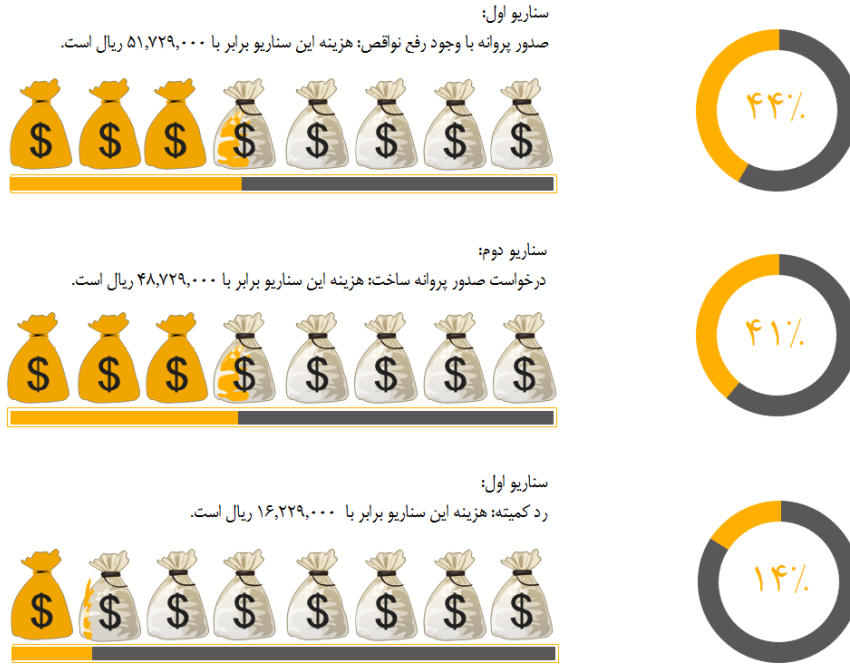 سناریو اول:
صدور پروانه با وجود رفع نواقص: هزینه این سناریو برابر با ۵۱,۷۲۹,۰۰۰ ریال است.
۴۴٪
$ $ $ $ $ $ $ $
سناریو دوم:
درخواست صدور پروانه ساخت: هزینه این سناریو برابر با ۴۸,۷۲۹,۰۰۰ ریال است.
۴۱٪
$ $ $ $ $ $ $ $
سناریو اول:
رد کمیته: هزینه این سناریو برابر با ۱۶,۲۲۹,۰۰۰ ریال است.
۱۴٪
$ $ $ $ $ $ $ $